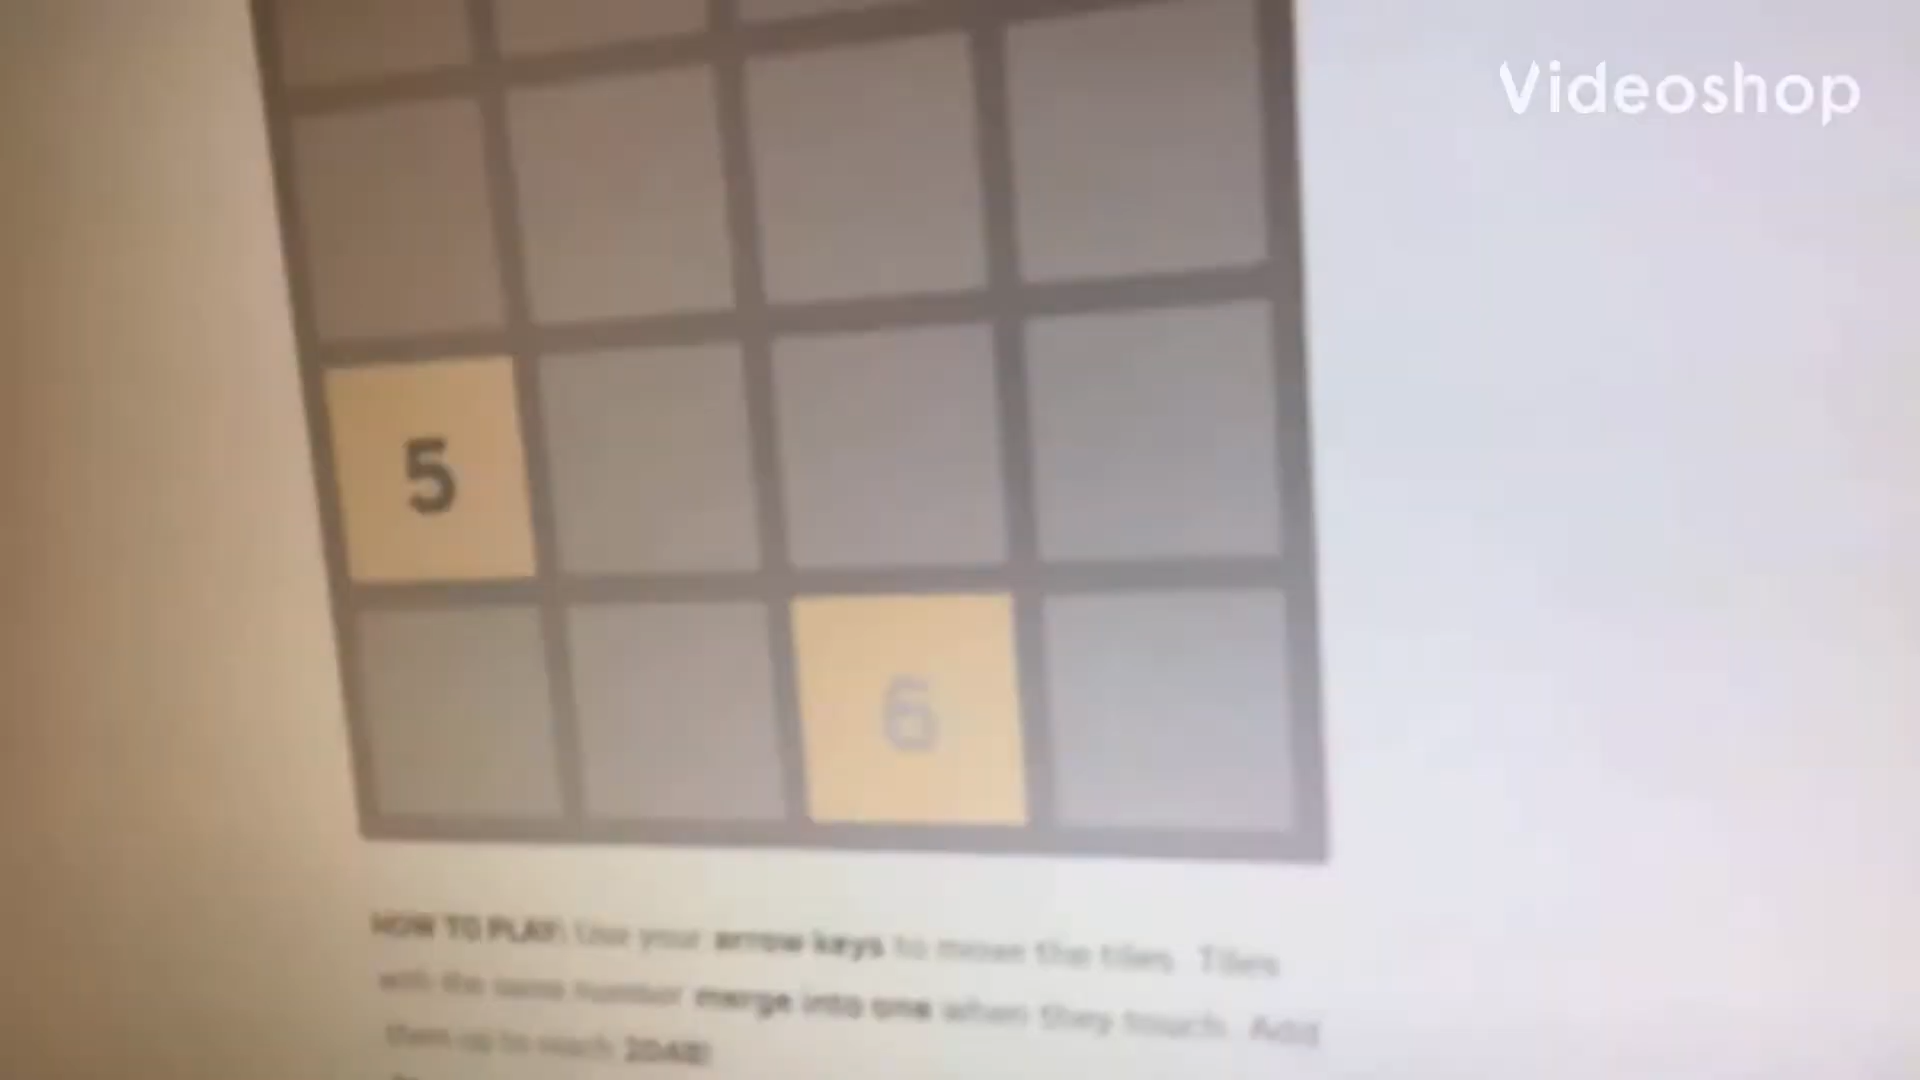 Videoshop
5
6
HOW TO PLAY: Use your arrow keys to move the tiles. Tiles
with the same number merge into one when they touch. Add
them up to reach 2048!